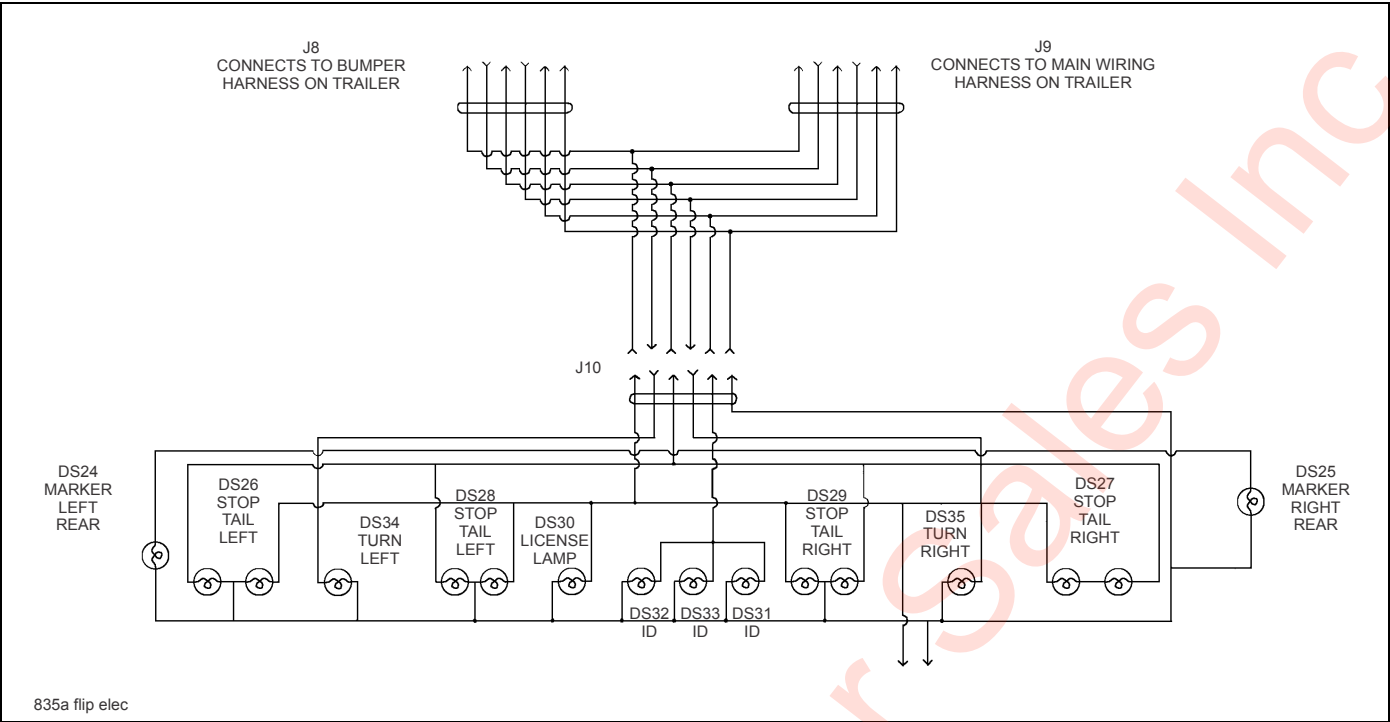 J8
CONNECTS TO BUMPER
HARNESS ON TRAILER
J9
CONNECTS TO MAIN WIRING
HARNESS ON TRAILER
J10
DS24
MARKER
LEFT
REAR
DS26
STOP
TAIL
LEFT
DS34
TURN
LEFT
DS28
STOP
TAIL
LEFT
DS30
LICENSE
LAMP
DS32
ID
DS33
ID
DS31
ID
DS29
STOP
TAIL
RIGHT
DS35
TURN
RIGHT
DS27
STOP
TAIL
RIGHT
DS25
MARKER
RIGHT
REAR
835a flip elec
r Sales Inc